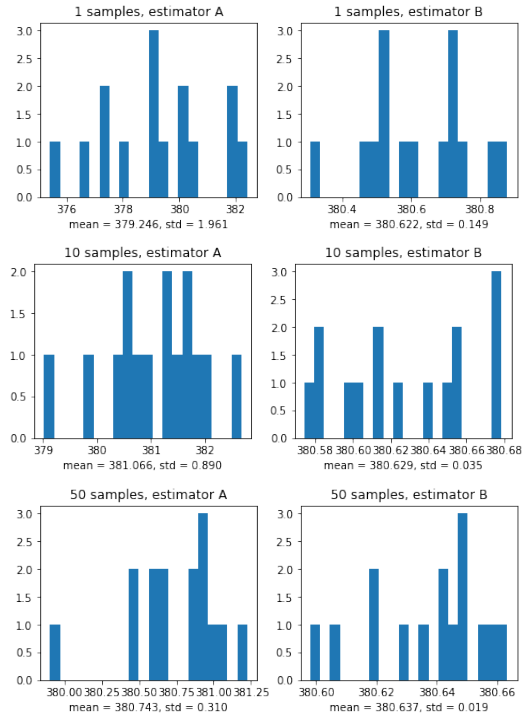 1 samples, estimator A
3.0
2.5
2.0
1.5
1.0
0.5
0.0
376 378 380 382
mean = 379.246, std = 1.961
1 samples, estimator B
3.0
2.5
2.0
1.5
1.0
0.5
0.0
380.4 380.6 380.8
mean = 380.622, std = 0.149
10 samples, estimator A
2.0
1.5
1.0
0.5
0.0
379 380 381 382
mean = 381.066, std = 0.890
10 samples, estimator B
3.0
2.5
2.0
1.5
1.0
0.5
0.0
380.58 380.60 380.62 380.64 380.66 380.68
mean = 380.629, std = 0.035
50 samples, estimator A
3.0
2.5
2.0
1.5
1.0
0.5
0.0
380.00 380.25 380.50 380.75 381.00 381.25
mean = 380.743, std = 0.310
50 samples, estimator B
3.0
2.5
2.0
1.5
1.0
0.5
0.0
380.60 380.62 380.64 380.66
mean = 380.637, std = 0.019